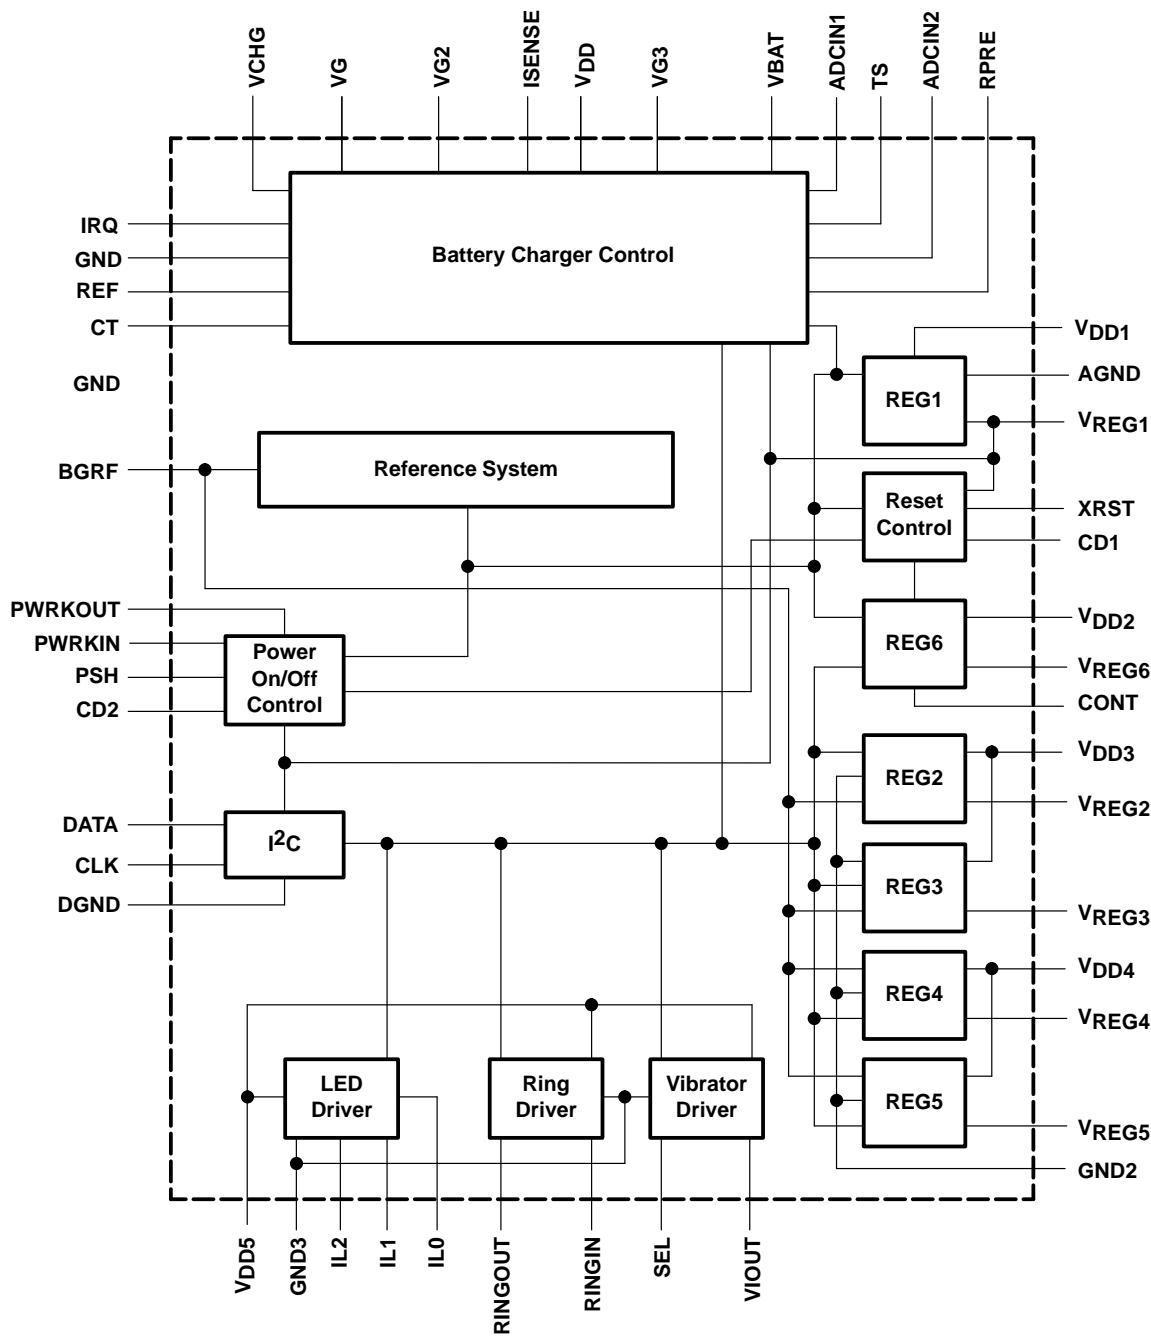 VCHG
VG
VG2
ISENSE
VDD
VG3
VBAT
ADCIN1
TS
ADCIN2
RPRE
IRQ
GND
REF
CT
GND
BGRF
PWRKOUT
PWRKIN
PSH
CD2
DATA
CLK
DGND
Battery Charger Control
Reference System
Power
On/Off
Control
I2C
LED
Driver
Ring
Driver
Vibrator
Driver
REG1
Reset
Control
REG6
REG2
REG3
REG4
REG5
VDD1
AGND
VREG1
XRST
CD1
VDD2
VREG6
CONT
VDD3
VREG2
VREG3
VDD4
VREG4
VREG5
GND2
VDD5
GND3
IL2
IL1
IL0
RINGOUT
RINGIN
SEL
VIOUT